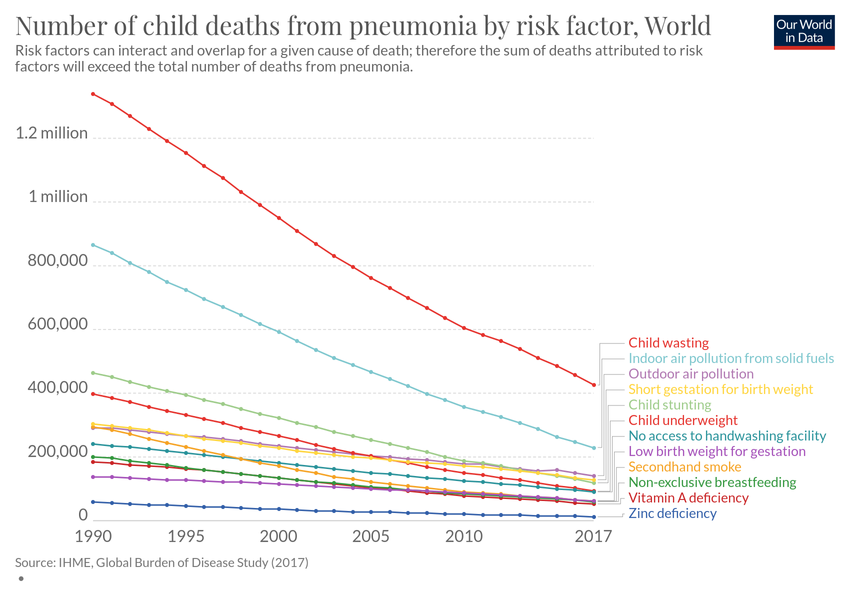 Number of child deaths from pneumonia by risk factor, World
Our World
in Data
Risk factors can interact and overlap for a given cause of death; therefore the sum of deaths attributed to risk
factors will exceed the total number of deaths from pneumonia.
1.2 million
1 million
800,000
600,000
400,000
200,000
0
1990
1995
2000
2005
2010
2017
Child wasting
Indoor air pollution from solid fuels
Outdoor air pollution
Short gestation for birth weight
Child stunting
Child underweight
No access to handwashing facility
Low birth weight for gestation
Secondhand smoke
Non-exclusive breastfeeding
Vitamin A deficiency
Zinc deficiency
Source: IHME, Global Burden of Disease Study (2017)
•